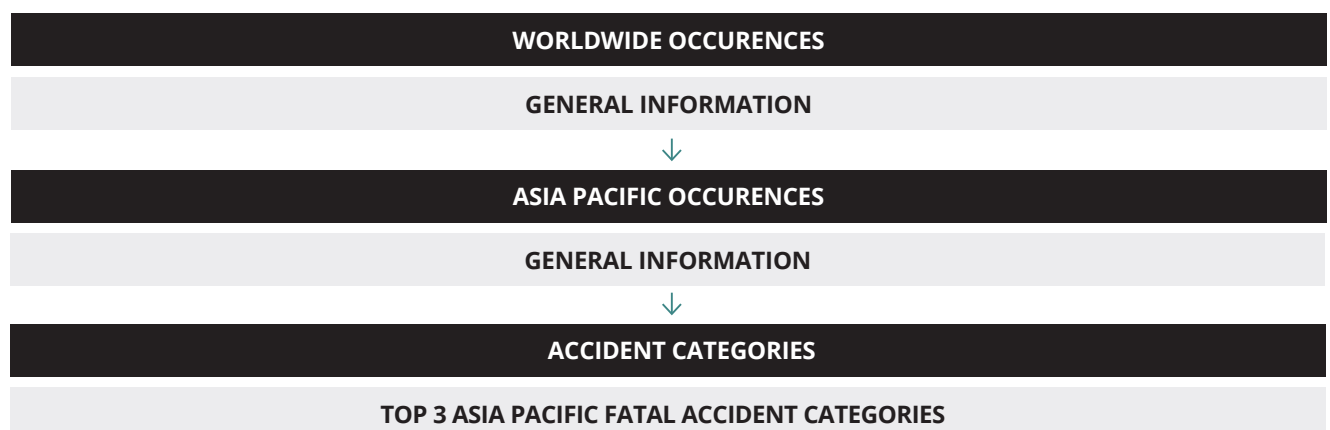 WORLDWIDE OCCURENCES
GENERAL INFORMATION
ASIA PACIFIC OCCURENCES
GENERAL INFORMATION
ACCIDENT CATEGORIES
TOP 3 ASIA PACIFIC FATAL ACCIDENT CATEGORIES